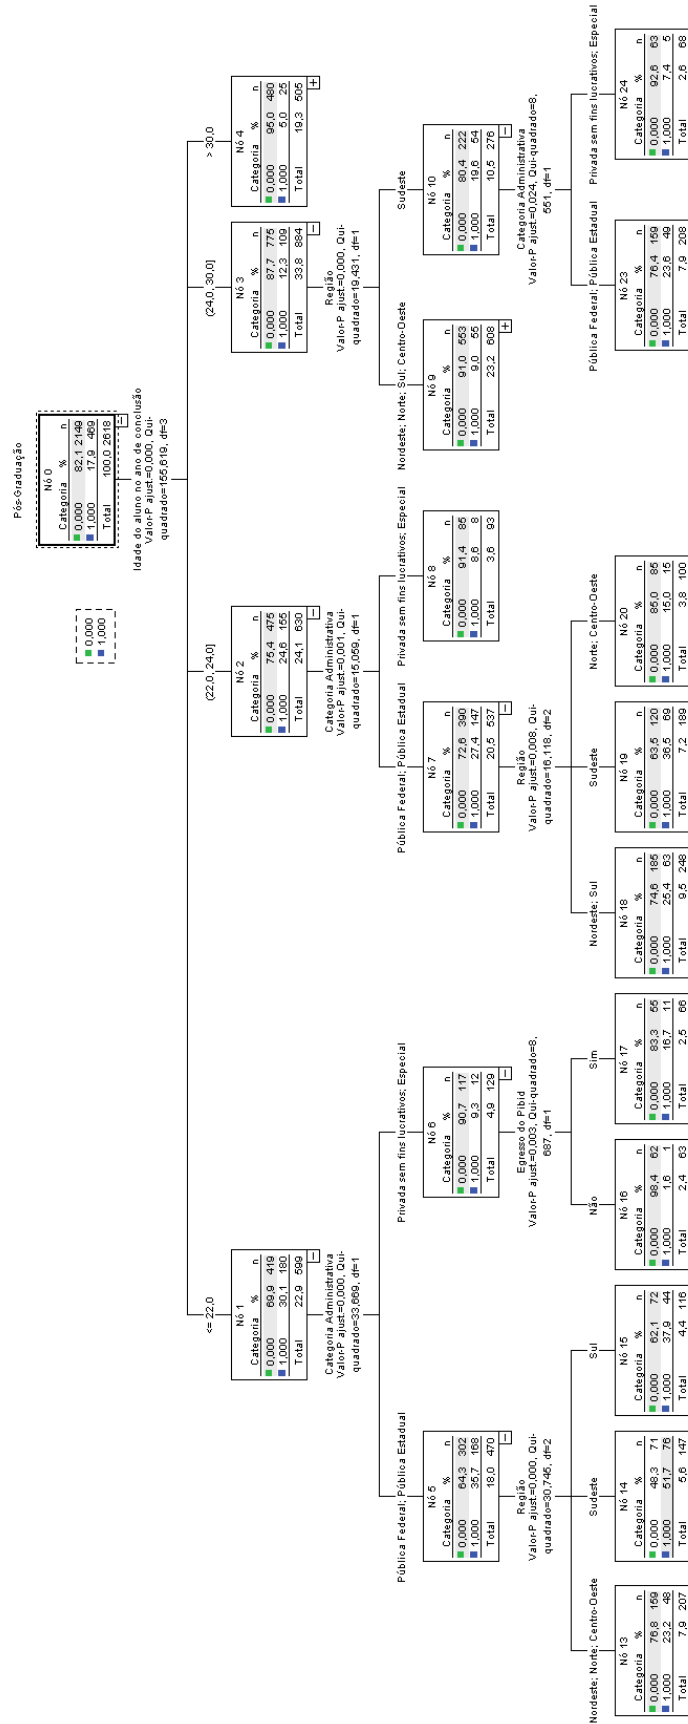 Pós-Graduação
Nó 0
Categoria % n
0,000 82,1 2149
1,000 17,9 469
Total 100,0 2618
0,000
1,000
Idade do aluno no ano de conclusão
Valor-P ajust.=0,000, Qui-
quadrado=155,619, df=3
<= 22,0
Nó 1
Categoria % n
0,000 69,9 419
1,000 30,1 180
Total 22,9 599
Categoria Administrativa
Valor-P ajust.=0,000, Qui-
quadrado=33,669, df=1
(22,0, 24,0]
Nó 2
Categoria % n
0,000 75,4 475
1,000 24,6 155
Total 24,1 630
Categoria Administrativa
Valor-P ajust.=0,001, Qui-
quadrado=15,059, df=1
(24,0, 30,0]
Nó 3
Categoria % n
0,000 87,7 775
1,000 12,3 109
Total 33,8 884
Região
Valor-P ajust.=0,000, Qui-
quadrado=19,431, df=1
> 30,0
Nó 4
Categoria % n
0,000 95,0 480
1,000 5,0 25
Total 19,3 505
Pública Federal; Pública Estadual
Nó 5
Categoria % n
0,000 64,3 302
1,000 35,7 168
Total 18,0 470
Região
Valor-P ajust.=0,000, Qui-
quadrado=30,745, df=2
Privada sem fins lucrativos; Especial
Nó 6
Categoria % n
0,000 90,7 117
1,000 9,3 12
Total 4,9 129
Egresso do Pibid
Valor-P ajust.=0,003, Qui-quadrado=8,
687, df=1
Pública Federal; Pública Estadual
Nó 7
Categoria % n
0,000 72,6 390
1,000 27,4 147
Total 20,5 537
Região
Valor-P ajust.=0,008, Qui-
quadrado=16,118, df=2
Privada sem fins lucrativos; Especial
Nó 8
Categoria % n
0,000 91,4 85
1,000 8,6 8
Total 3,6 93
Nordeste; Norte; Sul; Centro-Oeste
Nó 9
Categoria % n
0,000 91,0 553
1,000 9,0 55
Total 23,2 608
Sudeste
Nó 10
Categoria % n
0,000 80,4 222
1,000 19,6 54
Total 10,5 276
Categoria Administrativa
Valor-P ajust.=0,024, Qui-quadrado=8,
551, df=1
Nordeste; Norte; Centro-Oeste
Nó 13
Categoria % n
0,000 76,8 159
1,000 23,2 48
Total 7,9 207
Sudeste
Nó 14
Categoria % n
0,000 48,3 71
1,000 51,7 76
Total 5,6 147
Sul
Nó 15
Categoria % n
0,000 62,1 72
1,000 37,9 44
Total 4,4 116
Não
Nó 16
Categoria % n
0,000 98,4 62
1,000 1,6 1
Total 2,4 63
Sim
Nó 17
Categoria % n
0,000 83,3 55
1,000 16,7 11
Total 2,5 66
Nordeste; Sul
Nó 18
Categoria % n
0,000 74,6 185
1,000 25,4 63
Total 9,5 248
Sudeste
Nó 19
Categoria % n
0,000 63,5 120
1,000 36,5 69
Total 7,2 189
Norte; Centro-Oeste
Nó 20
Categoria % n
0,000 85,0 85
1,000 15,0 15
Total 3,8 100
Pública Federal; Pública Estadual
Nó 23
Categoria % n
0,000 76,4 159
1,000 23,6 49
Total 7,9 208
Privada sem fins lucrativos; Especial
Nó 24
Categoria % n
0,000 92,6 63
1,000 7,4 5
Total 2,6 68